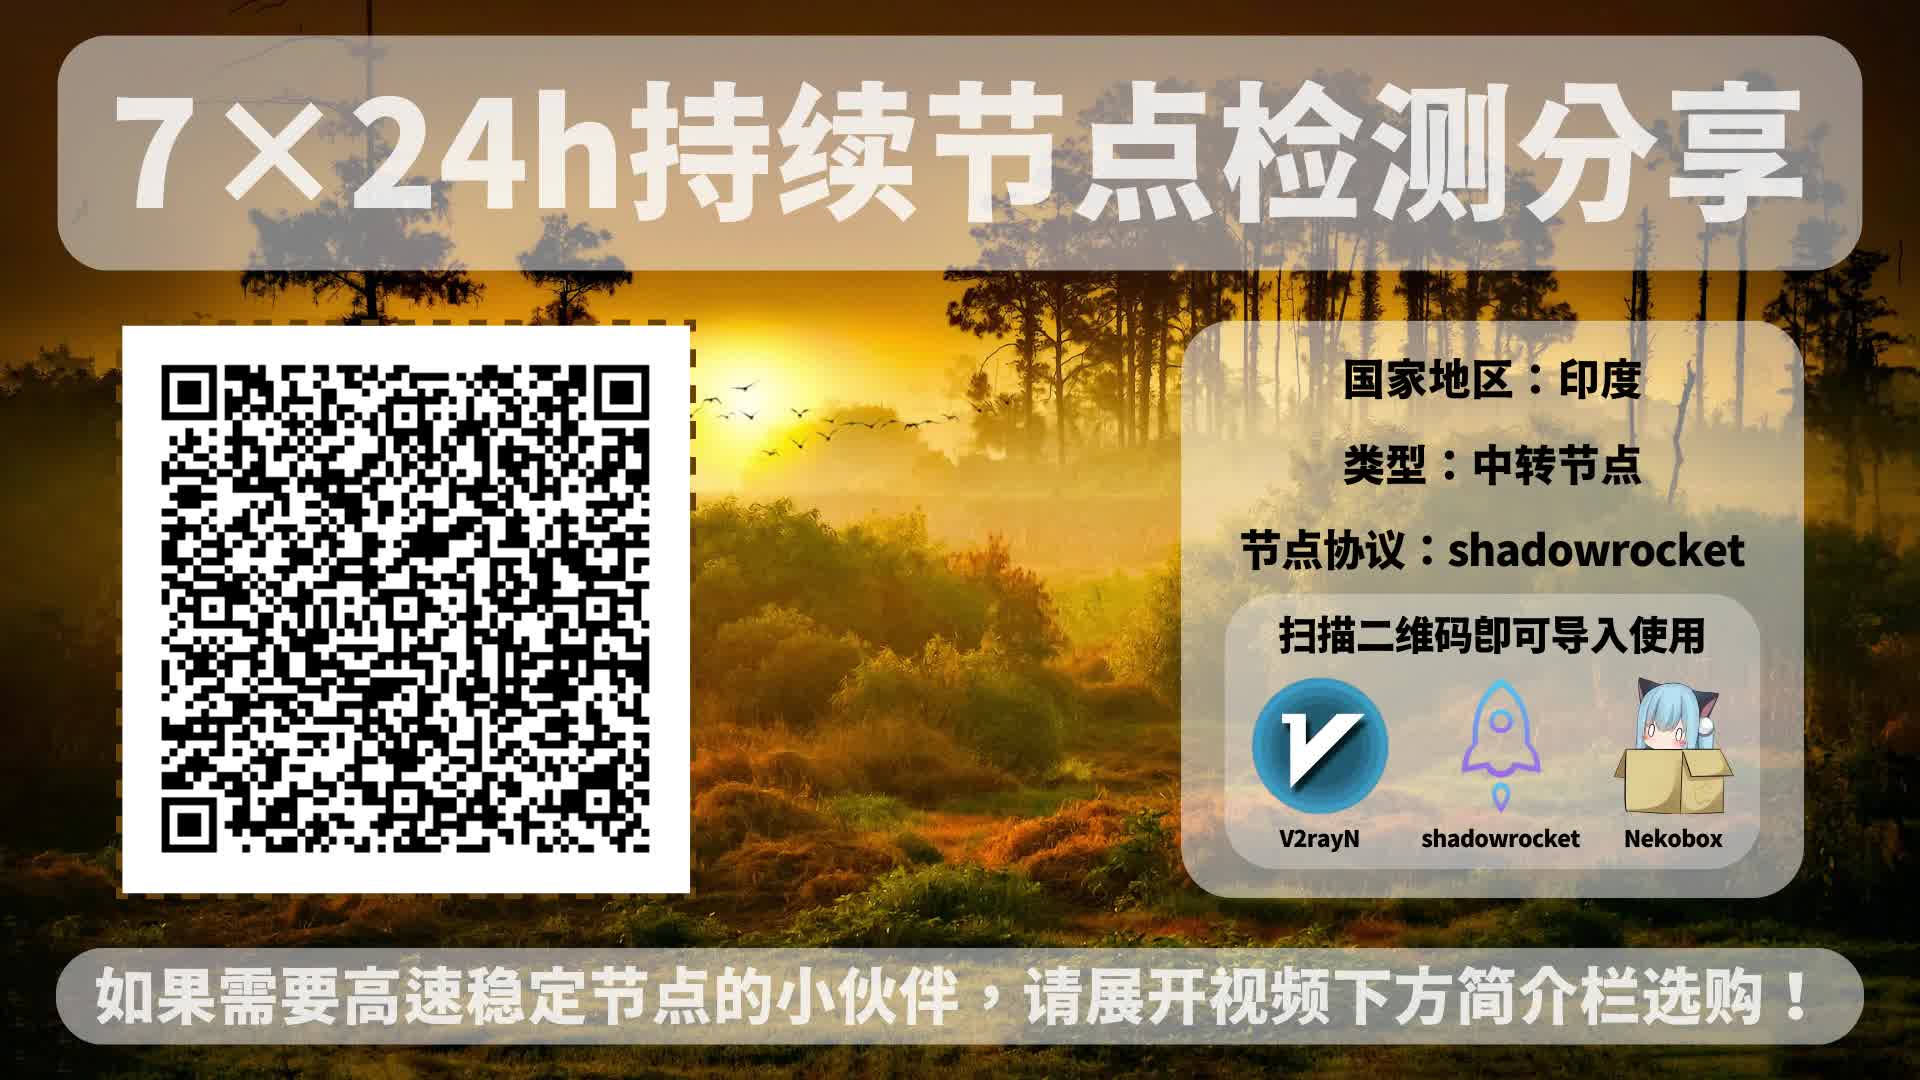 7×24h持续节点检测分享
国家地区：印度
类型：中转节点
节点协议：shadowrocket
扫描二维码即可导入使用
V2rayN
shadowrocket
Nekobox
如果需要高速稳定节点的小伙伴，请展开视频下方简介栏选购！